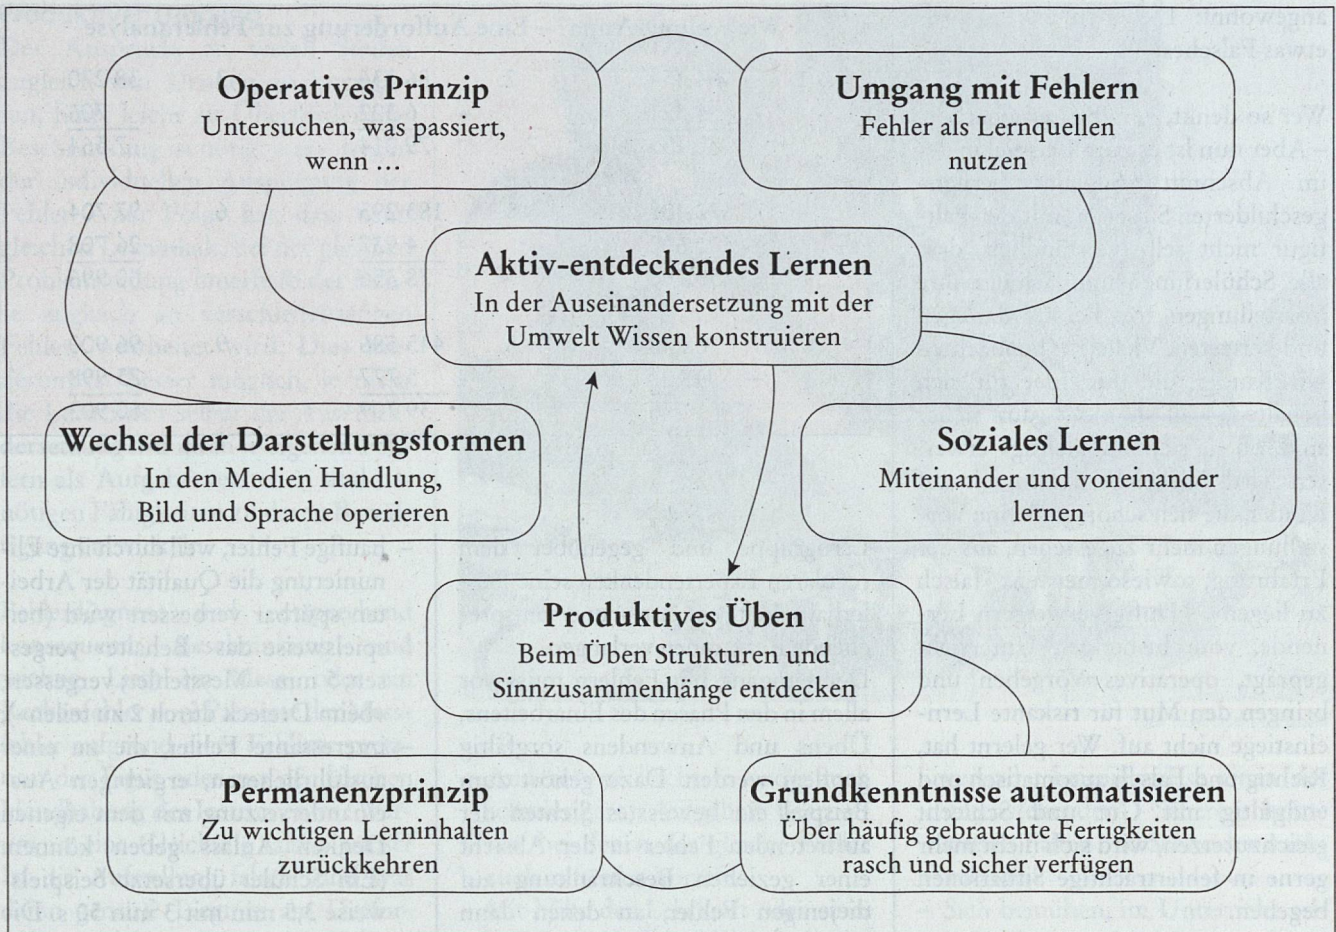 Operatives Prinzip
Untersuchen, was passiert,
wenn ...
Umgang mit Fehlern
Fehler als Lernquellen
nutzen
Aktiv-entdeckendes Lernen
In der Auseinandersetzung mit der
Umwelt Wissen konstruieren
Wechsel der Darstellungsformen
In den Medien Handlung,
Bild und Sprache operieren
Soziales Lernen
Miteinander und voneinander
lernen
Produktives Üben
Beim Üben Strukturen und
Sinnzusammenhänge entdecken
Permanenzprinzip
Zu wichtigen Lerninhalten
zurückkehren
Grundkenntnisse automatisieren
Über häufig gebrauchte Fertigkeiten
rasch und sicher verfügen